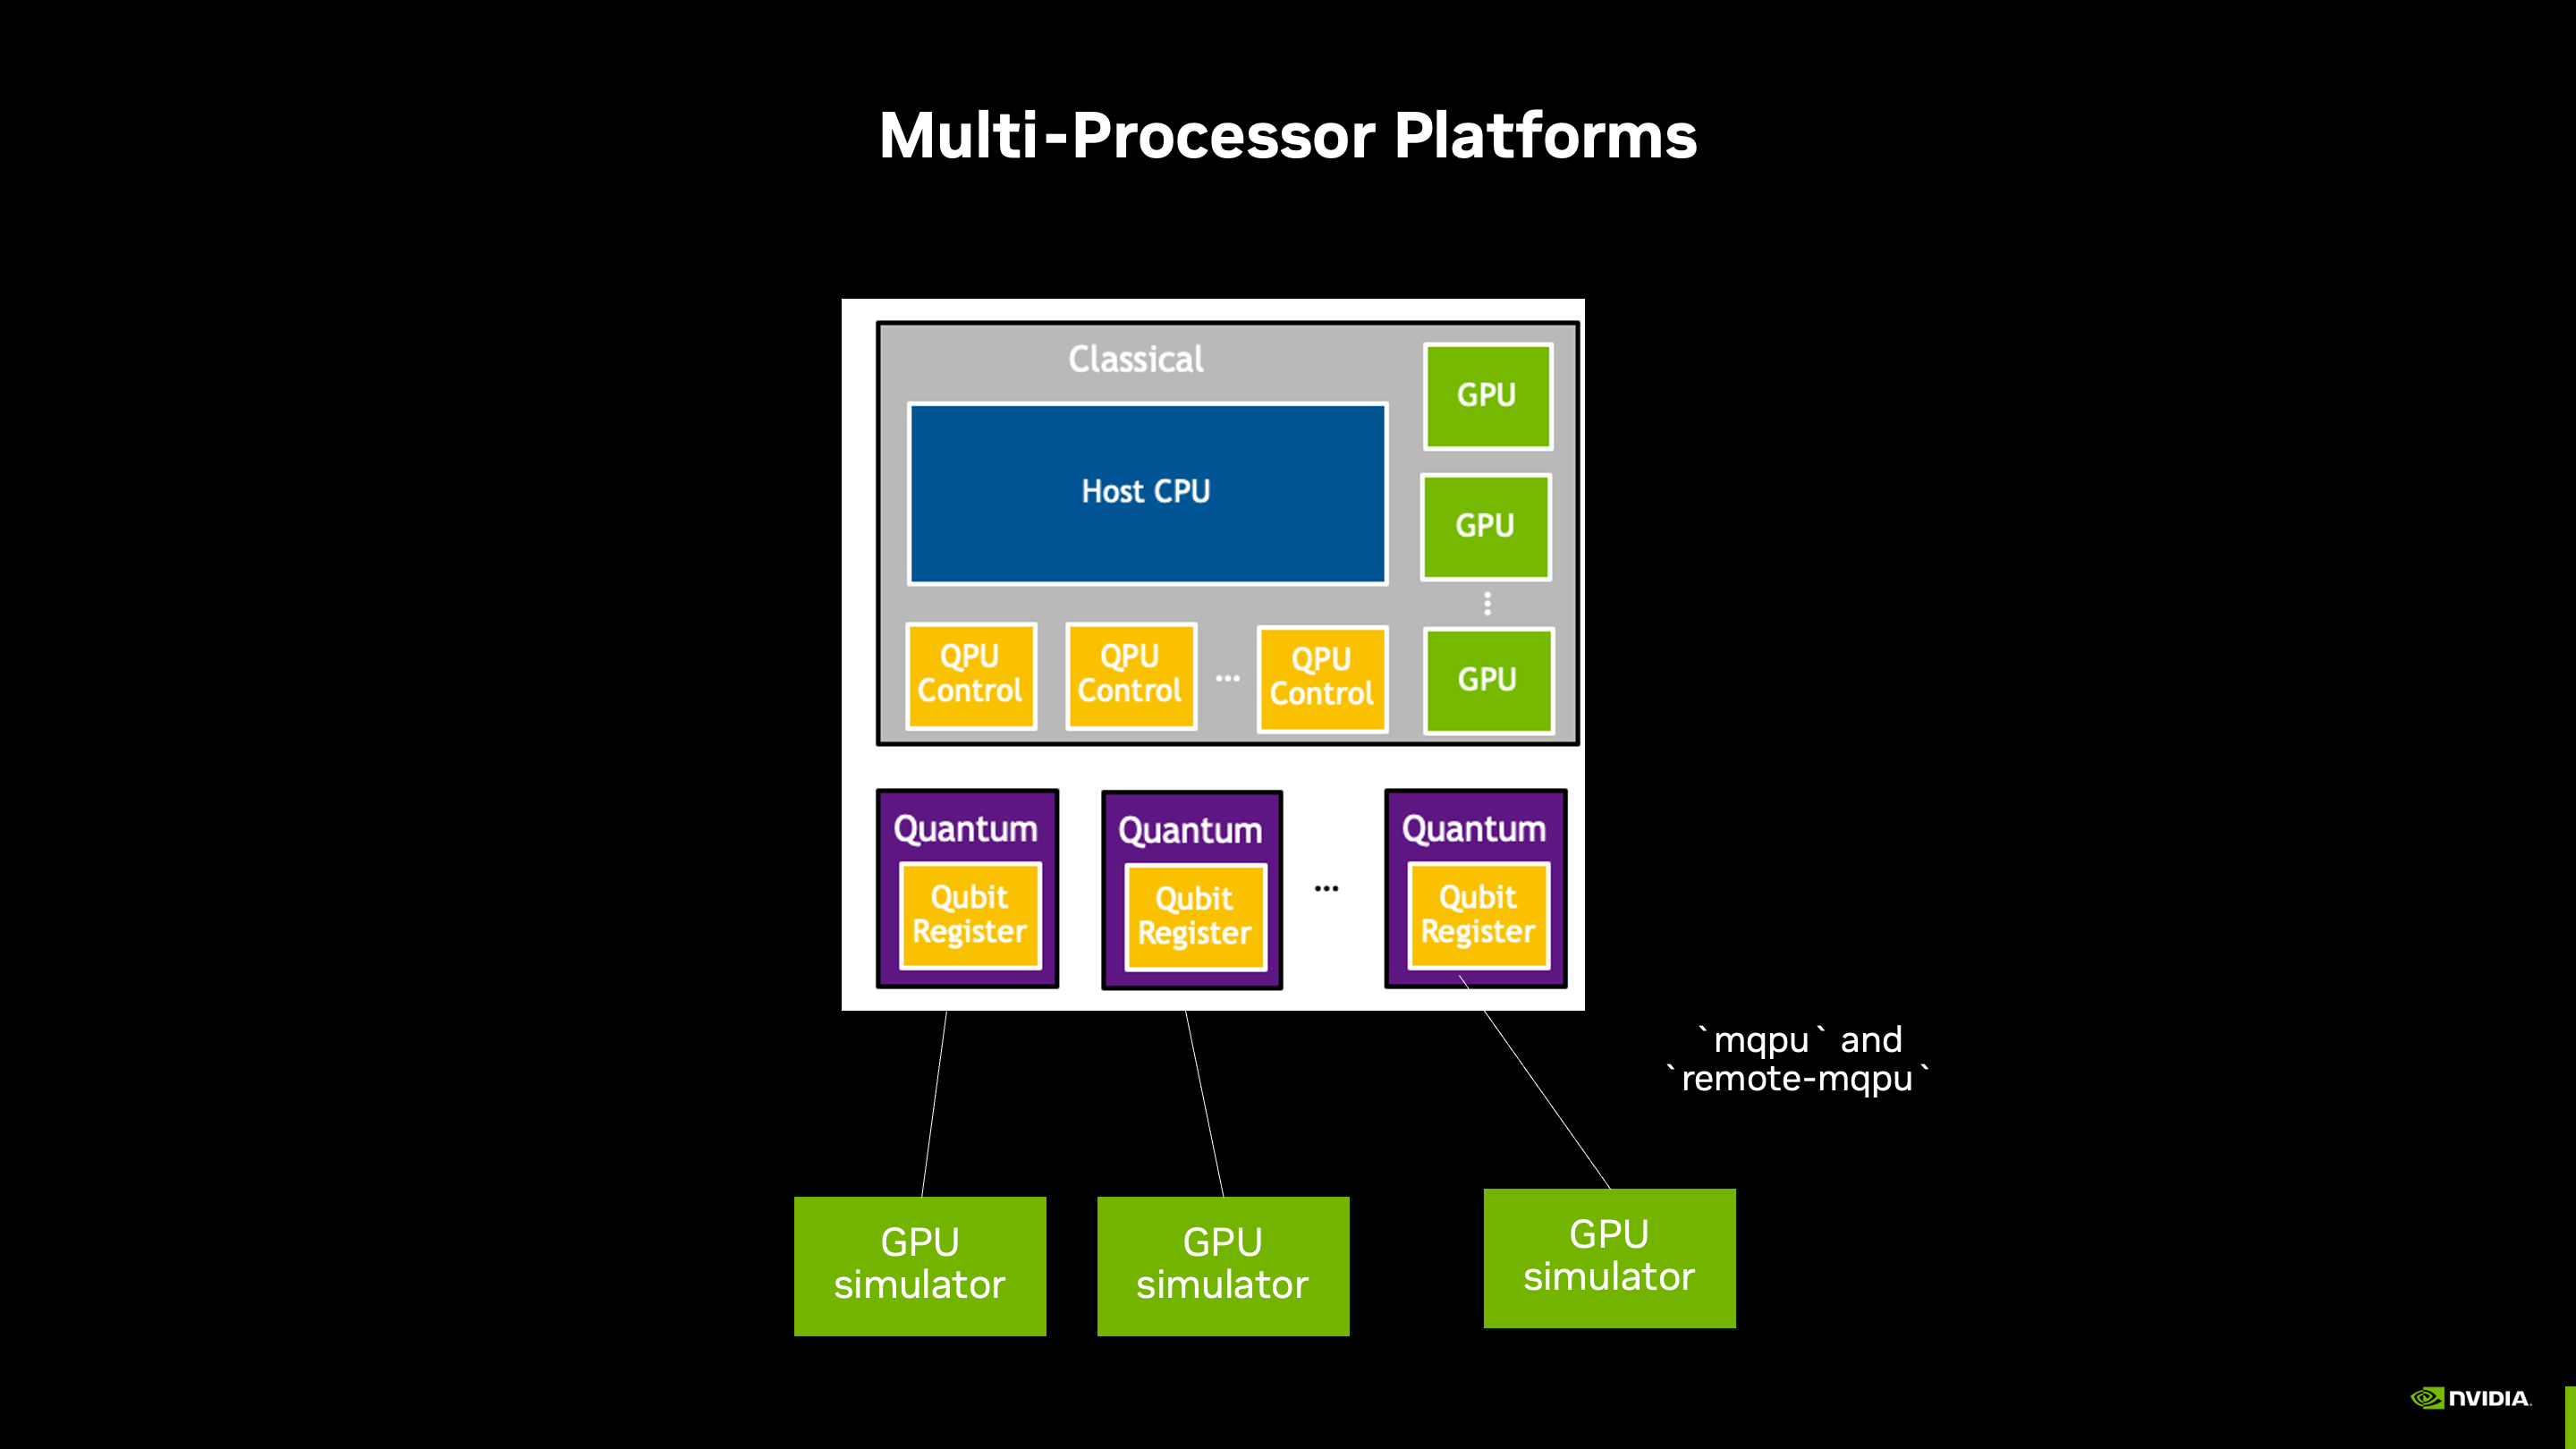 Multi-Processor Platforms
Classical
Host CPU
GPU
GPU
GPU
QPU
Control
QPU
Control
...
QPU
Control
Quantum
Qubit
Register
Quantum
Qubit
Register
...
Quantum
Qubit
Register
`mqpu` and
`remote-mqpu`
GPU
simulator
GPU
simulator
GPU
simulator
NVIDIA.